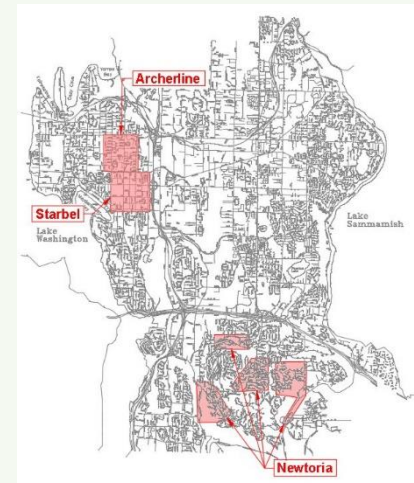 Archerline
Starbel
Lake
Washington
Lake
Sammamish
Newtoria